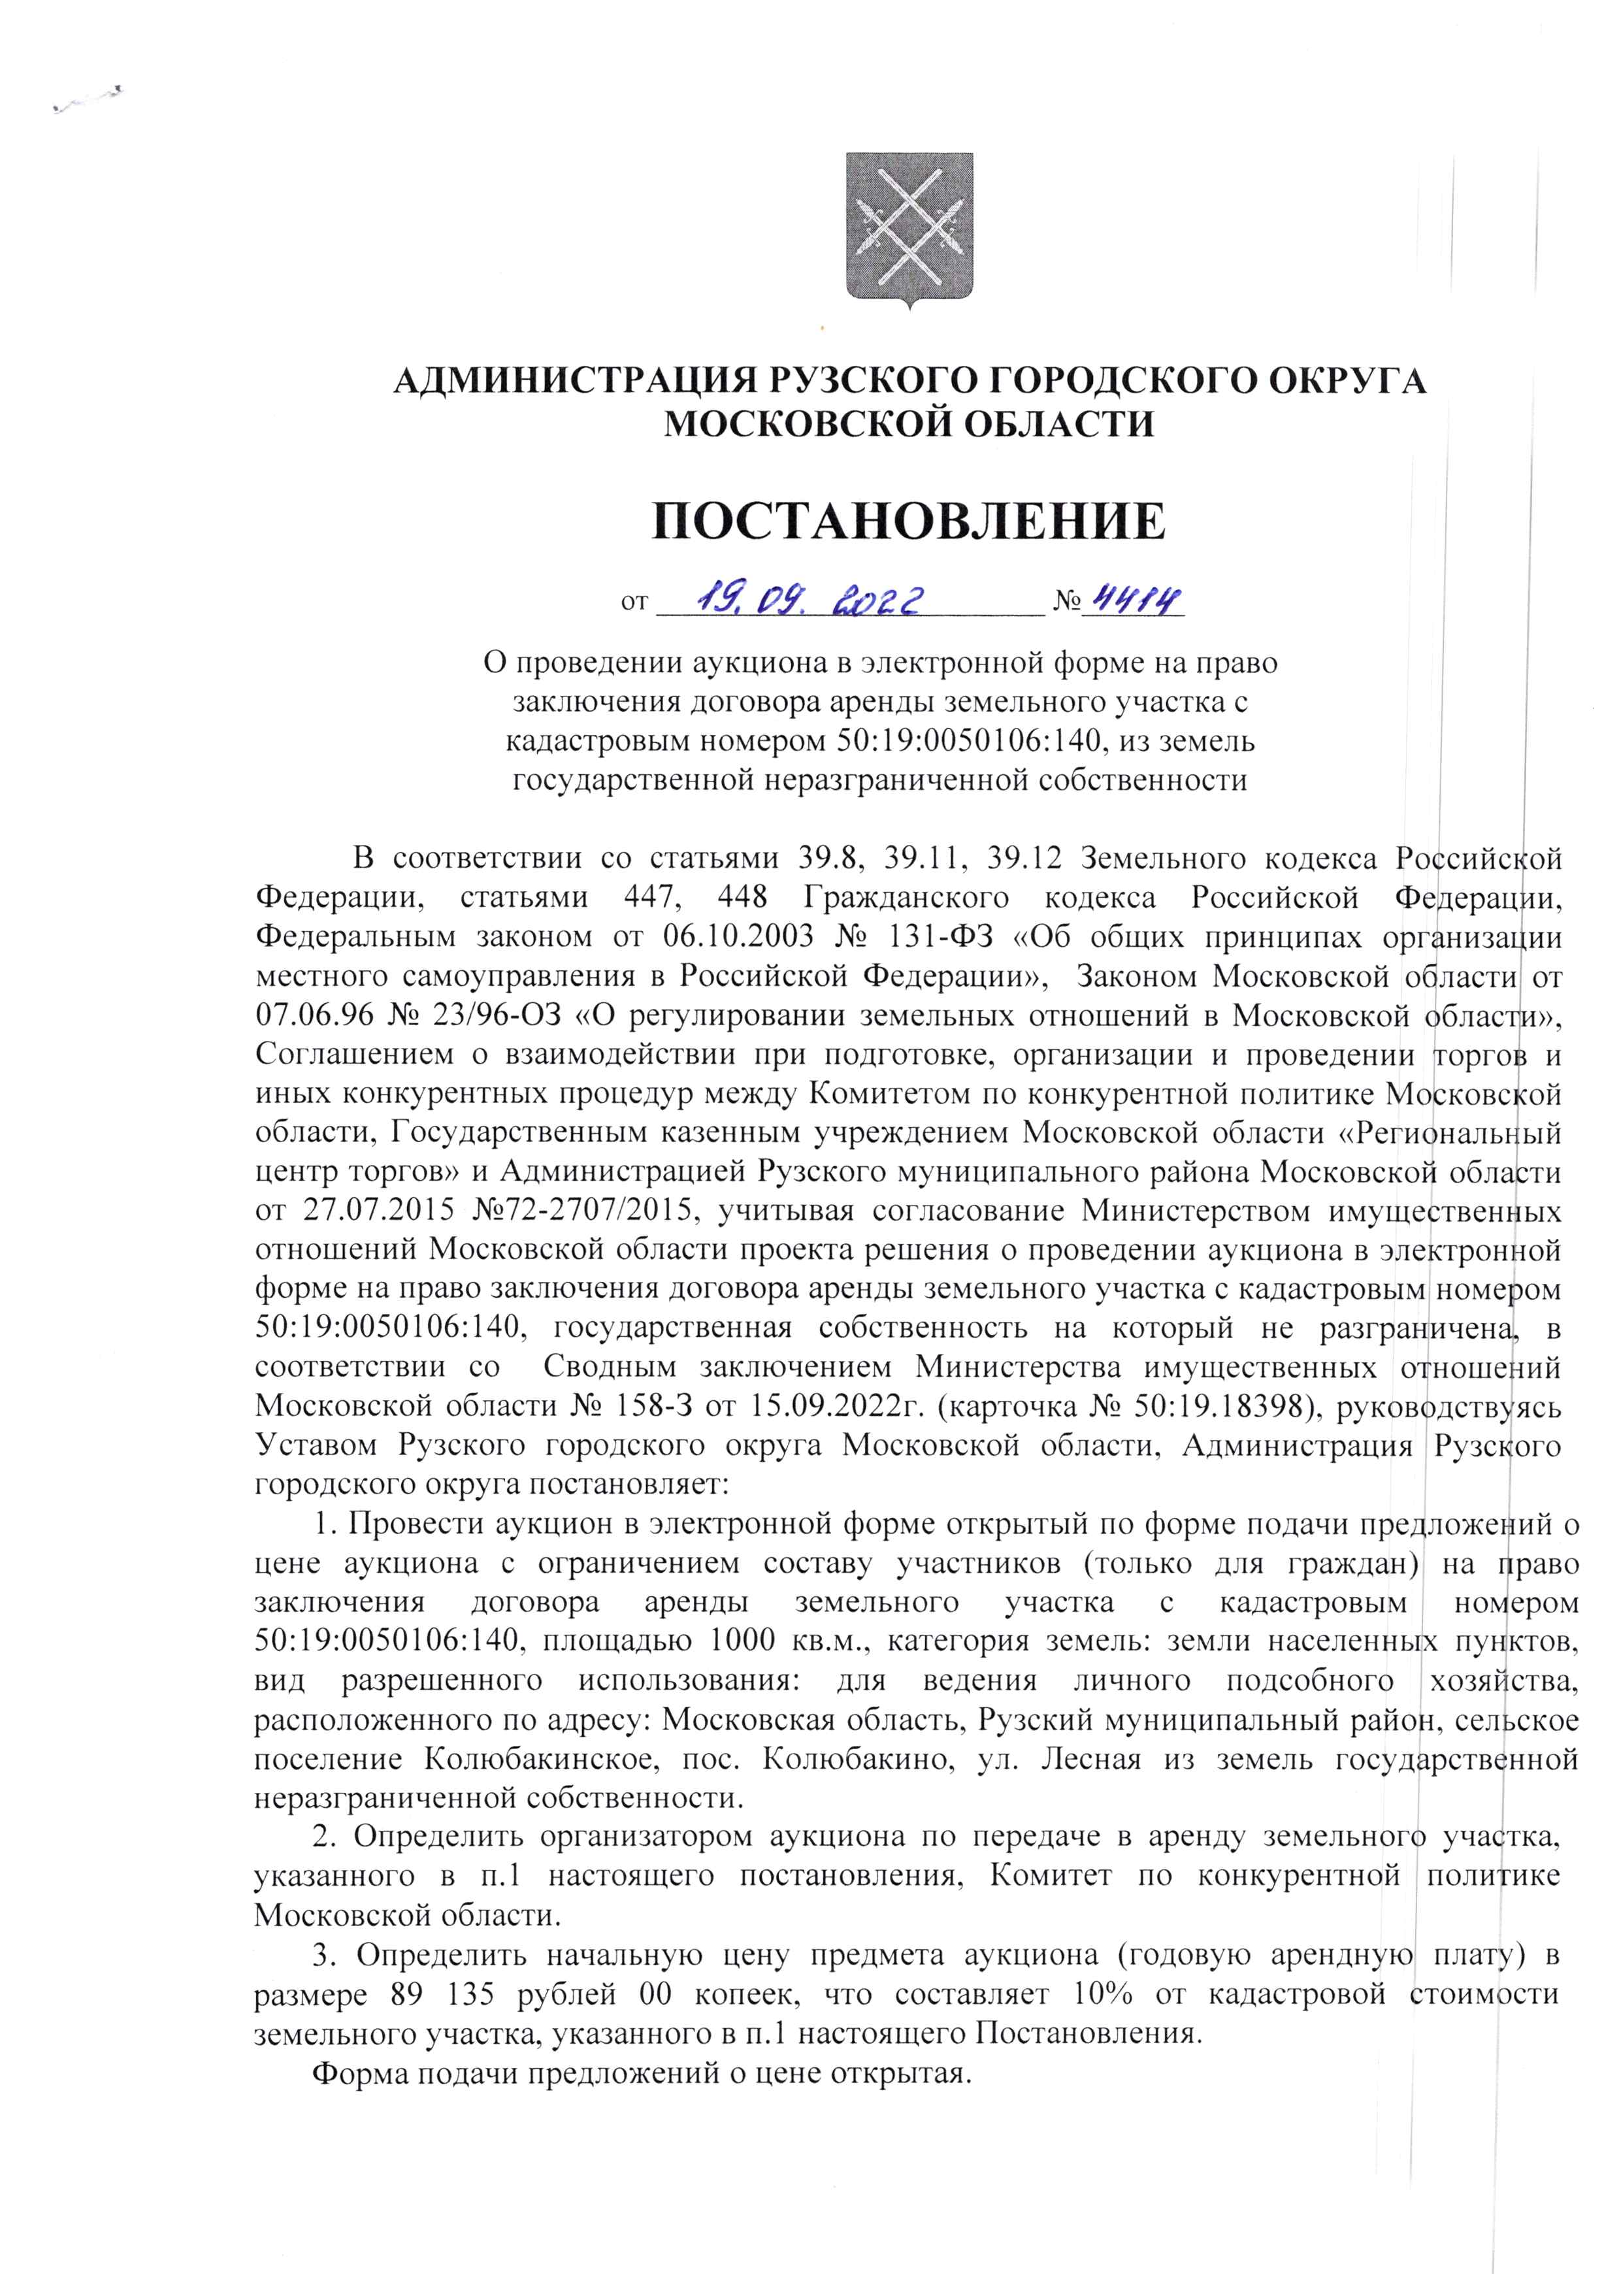 АДМИНИСТРАЦИЯ РУЗСКОГО ГОРОДСКОГО ОКРУГА
МОСКОВСКОЙ ОБЛАСТИ
ПОСТАНОВЛЕНИЕ
от 19.09.2022 № 4414
О проведении аукциона в электронной форме на право
заключения договора аренды земельного участка с
кадастровым номером 50:19:0050106:140, из земель
государственной неразграниченной собственности
В соответствии со статьями 39.8, 39.11, 39.12 Земельного кодекса Российской
Федерации, статьями 447, 448 Гражданского кодекса Российской Федерации,
Федеральным законом от 06.10.2003 № 131-ФЗ «Об общих принципах организации
местного самоуправления в Российской Федерации», Законом Московской области от
07.06.96 № 23/96-ОЗ «О регулировании земельных отношений в Московской области»,
Соглашением о взаимодействии при подготовке, организации и проведении торгов и
иных конкурентных процедур между Комитетом по конкурентной политике Московской
области, Государственным казенным учреждением Московской области «Региональный
центр торгов» и Администрацией Рузского муниципального района Московской области
от 27.07.2015 №72-2707/2015, учитывая согласование Министерством имущественных
отношений Московской области проекта решения о проведении аукциона в электронной
форме на право заключения договора аренды земельного участка с кадастровым номером
50:19:0050106:140, государственная собственность на который не разграничена, в
соответствии со Сводным заключением Министерства имущественных отношений
Московской области № 158-З от 15.09.2022г. (карточка № 50:19.18398), руководствуясь
Уставом Рузского городского округа Московской области, Администрация Рузского
городского округа постановляет:
1. Провести аукцион в электронной форме открытый по форме подачи предложений о
цене аукциона с ограничением составу участников (только для граждан) на право
заключения договора аренды земельного участка с кадастровым номером
50:19:0050106:140, площадью 1000 кв.м., категория земель: земли населенных пунктов,
вид разрешенного использования: для ведения личного подсобного хозяйства,
расположенного по адресу: Московская область, Рузский муниципальный район, сельское
поселение Колюбакинское, пос. Колюбакино, ул. Лесная из земель государственной
неразграниченной собственности.
2. Определить организатором аукциона по передаче в аренду земельного участка,
указанного в п.1 настоящего постановления, Комитет по конкурентной политике
Московской области.
3. Определить начальную цену предмета аукциона (годовую арендную плату) в
размере 89 135 рублей 00 копеек, что составляет 10% от кадастровой стоимости
земельного участка, указанного в п.1 настоящего Постановления.
Форма подачи предложений о цене открытая.